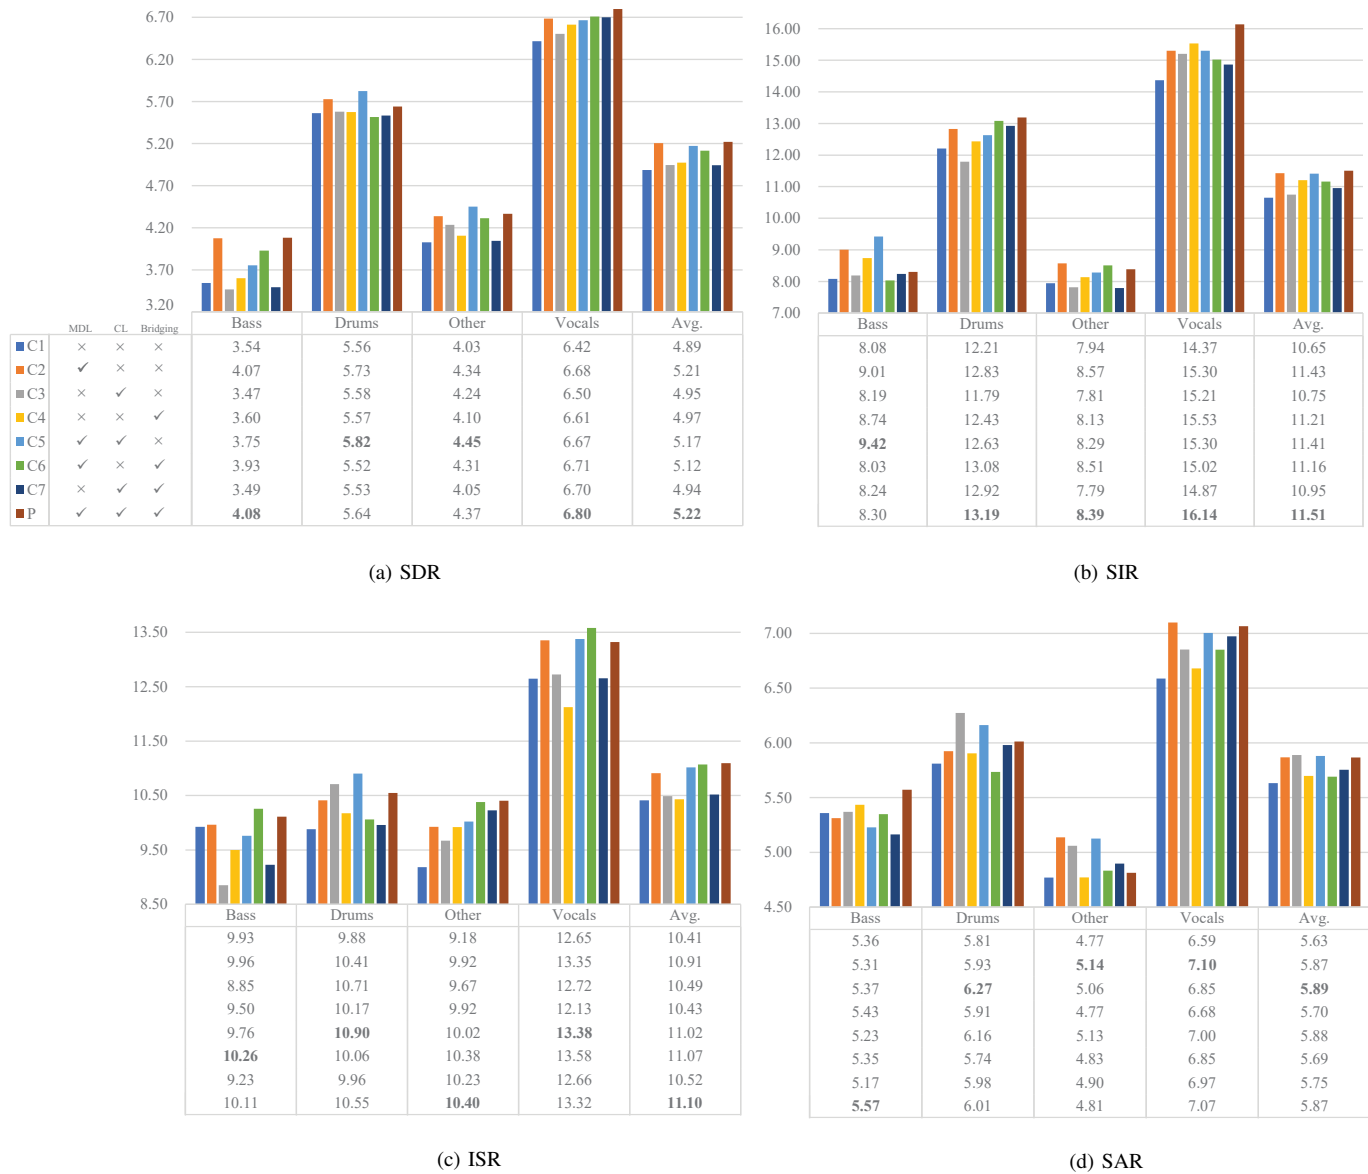 6.70
6.20
5.70
5.20
4.70
4.20
3.70
3.20
MDL CL Bridging Bass Drums Other Vocals Avg.
C1 × × × 3.54 5.56 4.03 6.42 4.89
C2 ✓ × × 4.07 5.73 4.34 6.68 5.21
C3 × ✓ × 3.47 5.58 4.24 6.50 4.95
C4 × × ✓ 3.60 5.57 4.10 6.61 4.97
C5 ✓ ✓ × 3.75 5.82 4.45 6.67 5.17
C6 ✓ × ✓ 3.93 5.52 4.31 6.71 5.12
C7 × ✓ ✓ 3.49 5.53 4.05 6.70 4.94
P ✓ ✓ ✓ 4.08 5.64 4.37 6.80 5.22
(a) SDR
16.00
15.00
14.00
13.00
12.00
11.00
10.00
9.00
8.00
7.00
Bass Drums Other Vocals Avg.
8.08 12.21 7.94 14.37 10.65
9.01 12.83 8.57 15.30 11.43
8.19 11.79 7.81 15.21 10.75
8.74 12.43 8.13 15.53 11.21
9.42 12.63 8.29 15.30 11.41
8.03 13.08 8.51 15.02 11.16
8.24 12.92 7.79 14.87 10.95
8.30 13.19 8.39 16.14 11.51
(b) SIR
13.50
12.50
11.50
10.50
9.50
8.50
Bass Drums Other Vocals Avg.
9.93 9.88 9.18 12.65 10.41
9.96 10.41 9.92 13.35 10.91
8.85 10.71 9.67 12.72 10.49
9.50 10.17 9.92 12.13 10.43
9.76 10.90 10.02 13.38 11.02
10.26 10.06 10.38 13.58 11.07
9.23 9.96 10.23 12.66 10.52
10.11 10.55 10.40 13.32 11.10
(c) ISR
7.00
6.50
6.00
5.50
5.00
4.50
Bass Drums Other Vocals Avg.
5.36 5.81 4.77 6.59 5.63
5.31 5.93 5.14 7.10 5.87
5.37 6.27 5.06 6.85 5.89
5.43 5.91 4.77 6.68 5.70
5.23 6.16 5.13 7.00 5.88
5.35 5.74 4.83 6.85 5.69
5.17 5.98 4.90 6.97 5.75
5.57 6.01 4.81 7.07 5.87
(d) SAR